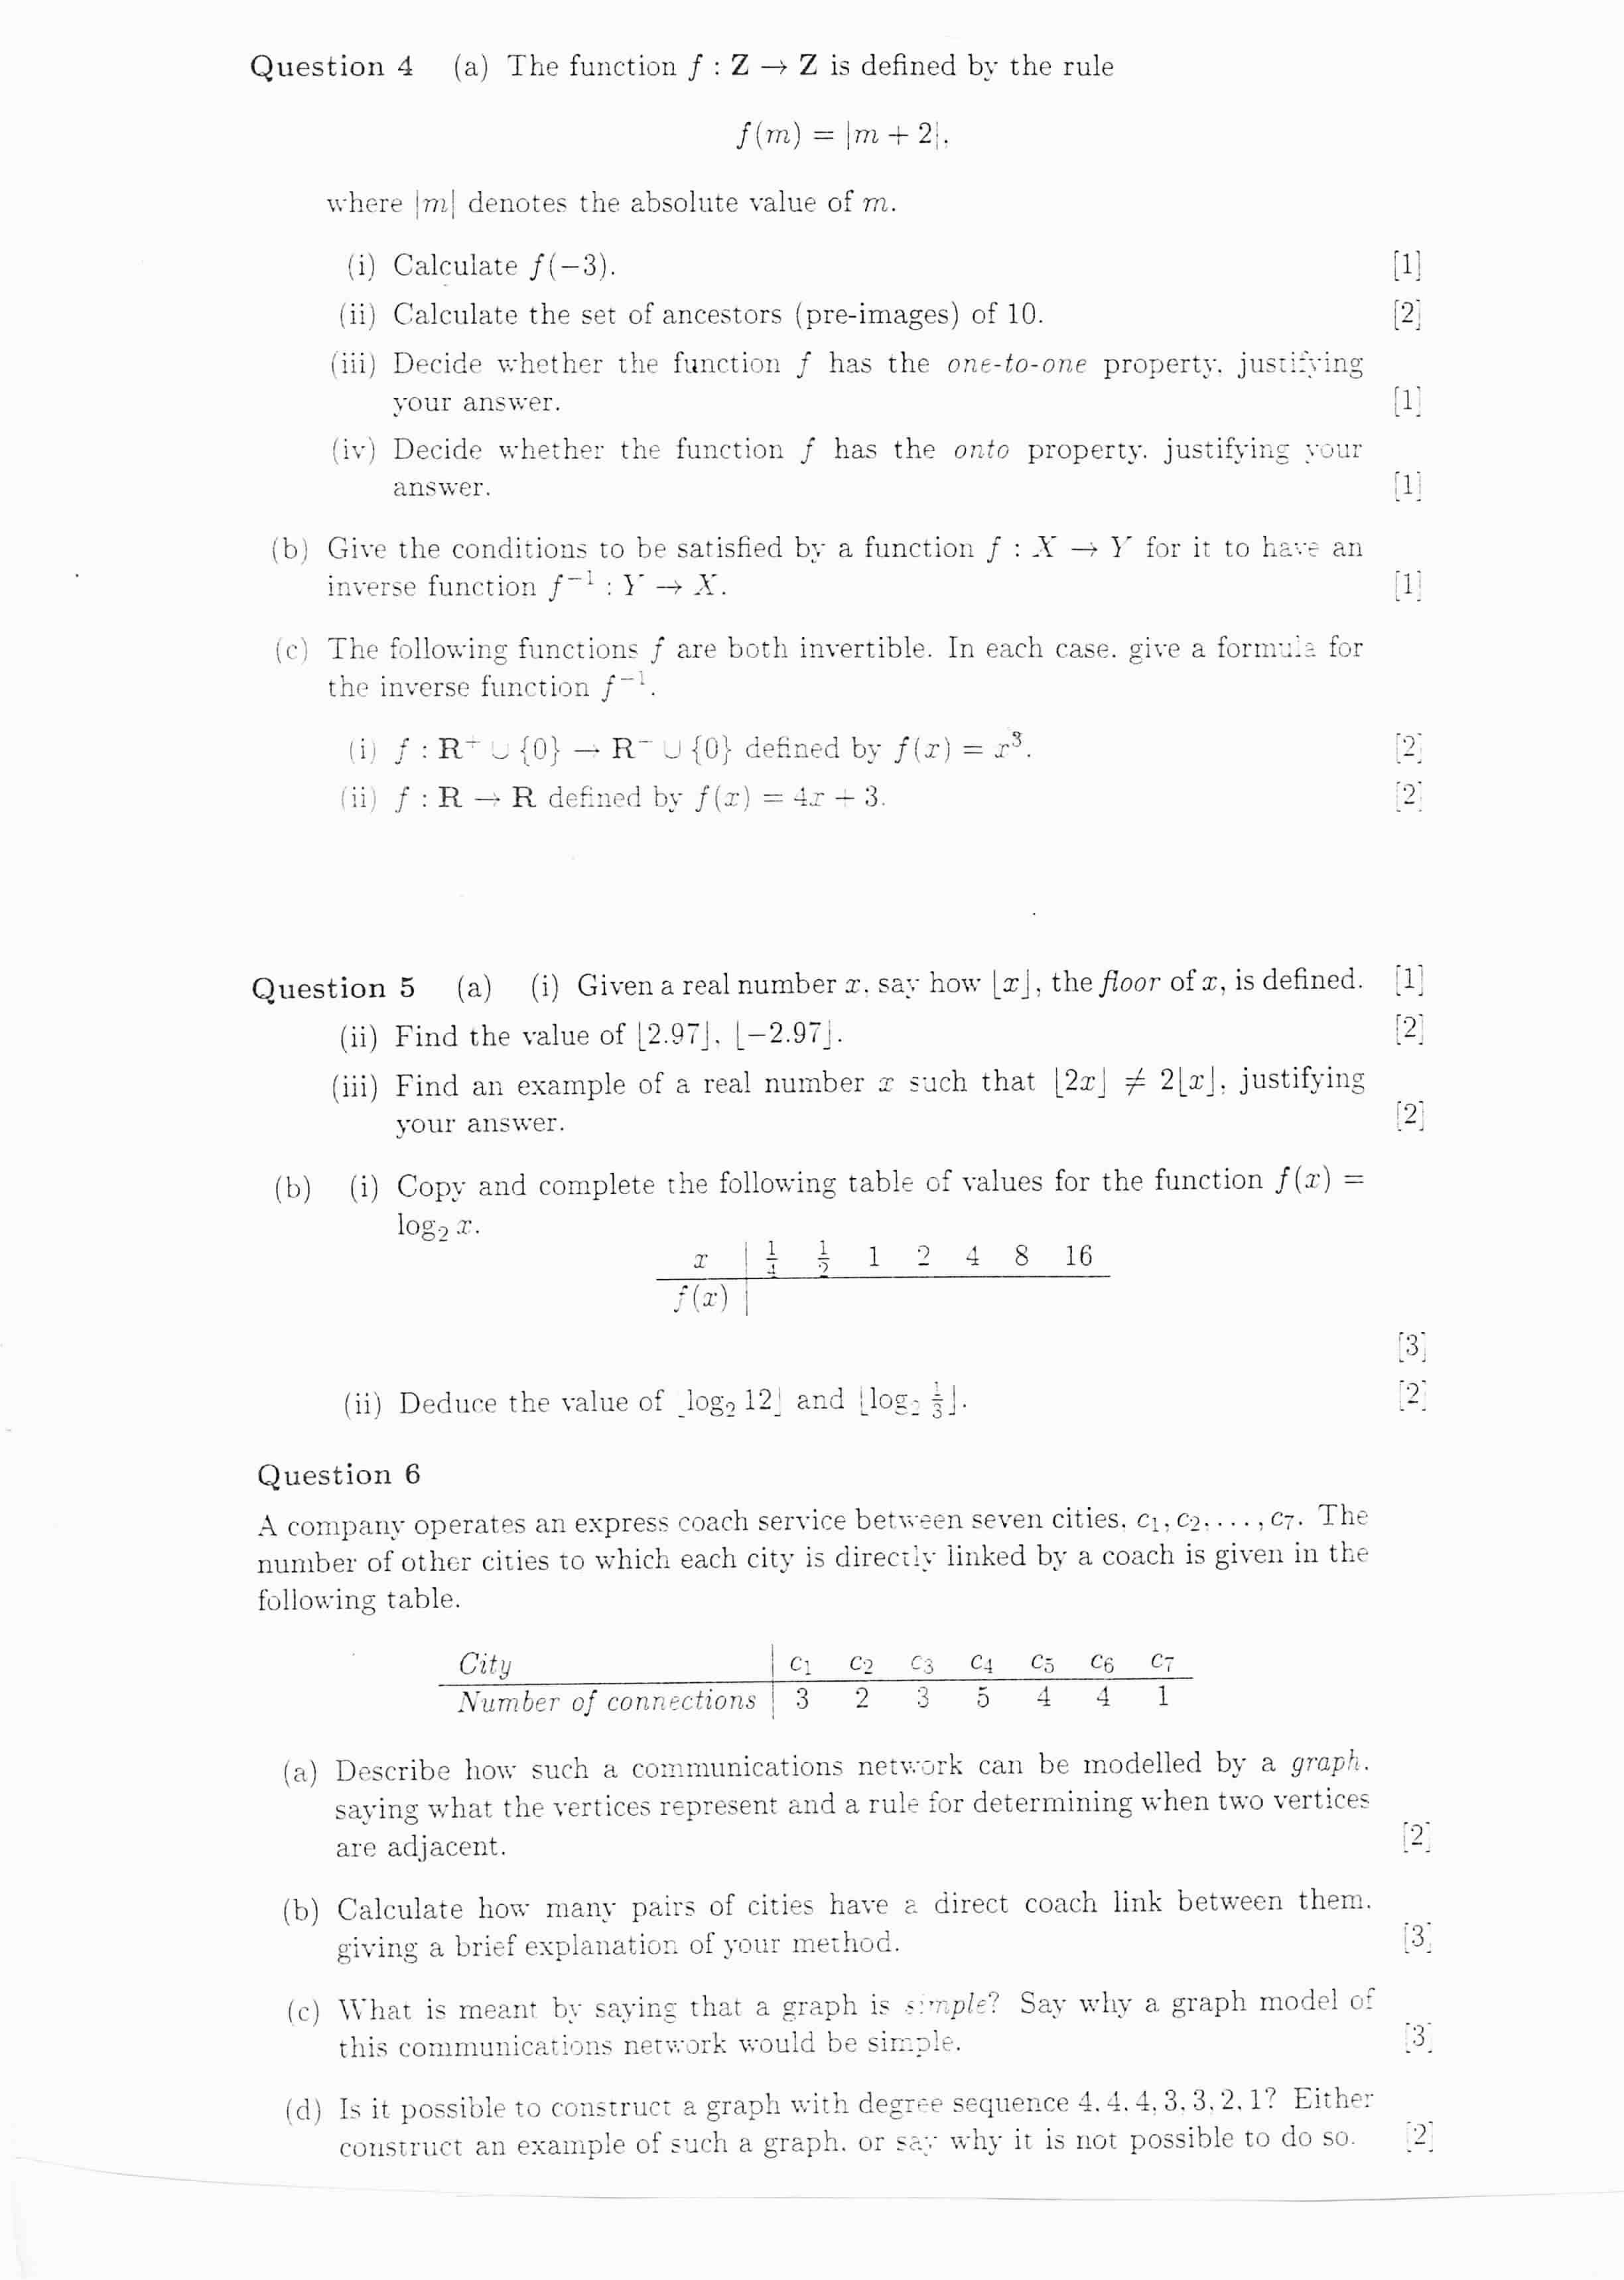 Question 4 (a) The function f : Z → Z is defined by the rule
f(m) = |m + 2|,
where |m| denotes the absolute value of m.
(i) Calculate f(−3). [1]
(ii) Calculate the set of ancestors (pre-images) of 10. [2]
(iii) Decide whether the function f has the one-to-one property, justifying
your answer. [1]
(iv) Decide whether the function f has the onto property, justifying your
answer. [1]
(b) Give the conditions to be satisfied by a function f : X → Y for it to have an
inverse function f⁻¹ : Y → X. [1]
(c) The following functions f are both invertible. In each case, give a formula for
the inverse function f⁻¹.
(i) f : R⁺ ∪ {0} → R⁻ ∪ {0} defined by f(x) = x³. [2]
(ii) f : R → R defined by f(x) = 4x + 3. [2]
Question 5 (a) (i) Given a real number x, say how ⌊x⌋, the floor of x, is defined. [1]
(ii) Find the value of ⌊2.97⌋, ⌊−2.97⌋. [2]
(iii) Find an example of a real number x such that ⌊2x⌋ ≠ 2⌊x⌋, justifying
your answer. [2]
(b) (i) Copy and complete the following table of values for the function f(x) =
log₂ x.
x 1/4 1/2 1 2 4 8 16
f(x)
[3]
(ii) Deduce the value of ⌊log₂ 12⌋ and ⌊log₂ 1/3⌋. [2]
Question 6
A company operates an express coach service between seven cities, c₁, c₂, . . . , c₇. The
number of other cities to which each city is directly linked by a coach is given in the
following table.
City c₁ c₂ c₃ c₄ c₅ c₆ c₇
Number of connections 3 2 3 5 4 4 1
(a) Describe how such a communications network can be modelled by a graph,
saying what the vertices represent and a rule for determining when two vertices
are adjacent. [2]
(b) Calculate how many pairs of cities have a direct coach link between them,
giving a brief explanation of your method. [3]
(c) What is meant by saying that a graph is simple? Say why a graph model of
this communications network would be simple. [3]
(d) Is it possible to construct a graph with degree sequence 4, 4, 4, 3, 3, 2, 1? Either
construct an example of such a graph, or say why it is not possible to do so. [2]